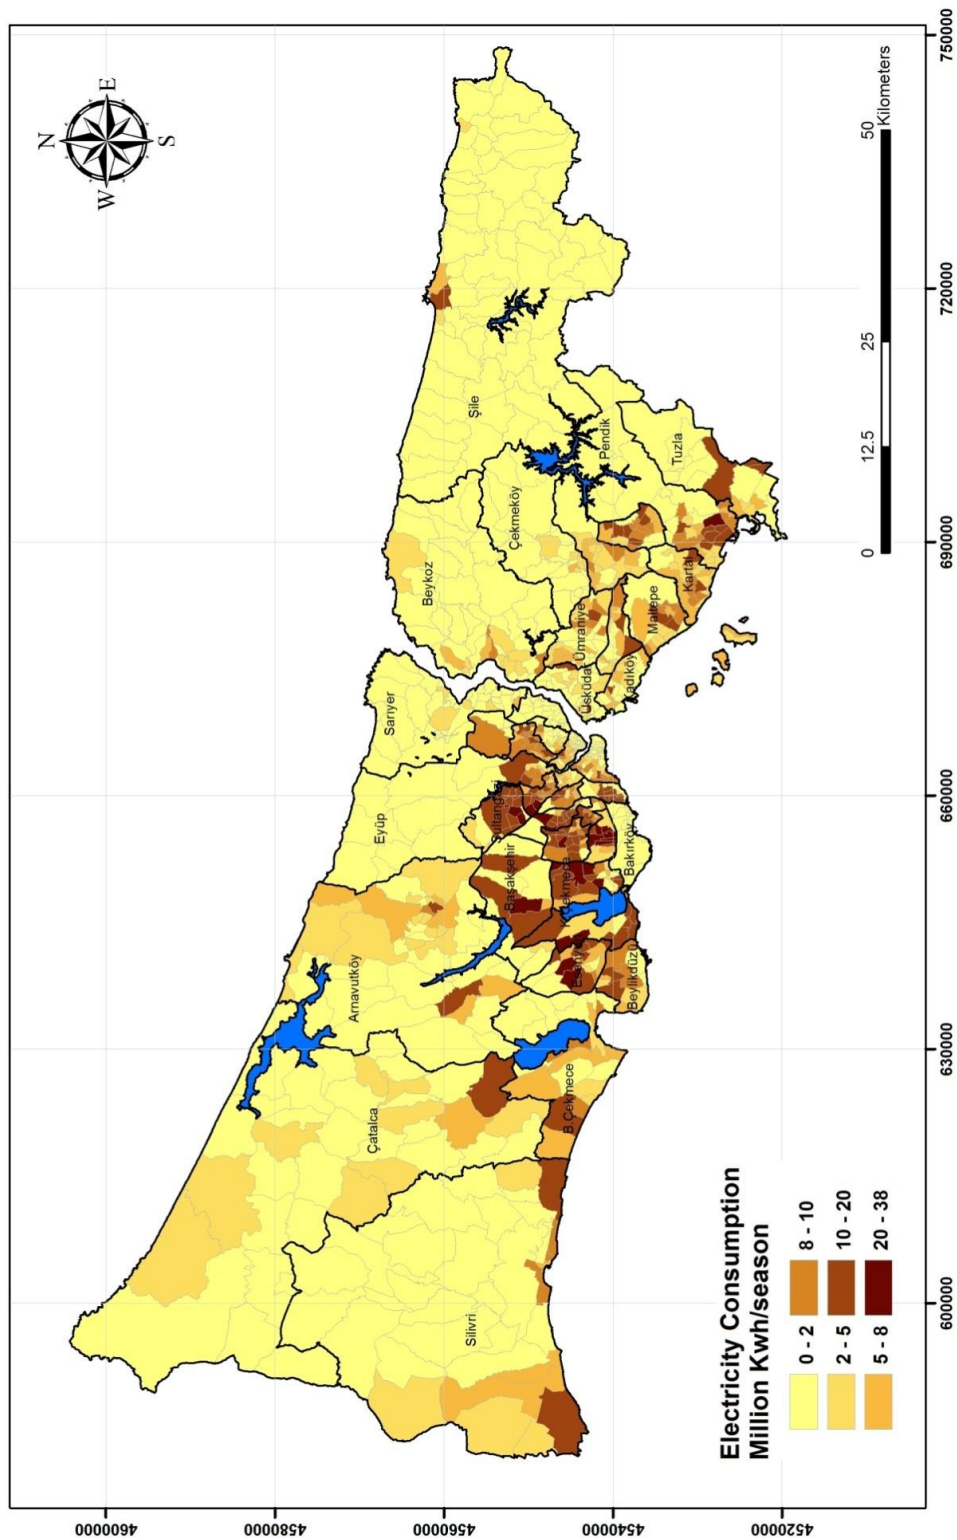 N
W
E
S
Sarıyer
Beykoz
Eyüp
Şile
Arnavutköy
Çekmeköy
Çatalca
Sultangazi
Başakşehir
Ümraniye
Üsküdar
Pendik
Silivri
Maltepe
Tuzla
Kadıköy
Kartal
B.Çekmece
Beylikdüzü
Bakırköy
Electricity Consumption
Million Kwh/season
0 - 2
8 - 10
2 - 5
10 - 20
5 - 8
20 - 38
0
12.5
25
50
Kilometers
600000
630000
660000
690000
720000
750000
4600000
4580000
4560000
4540000
4520000